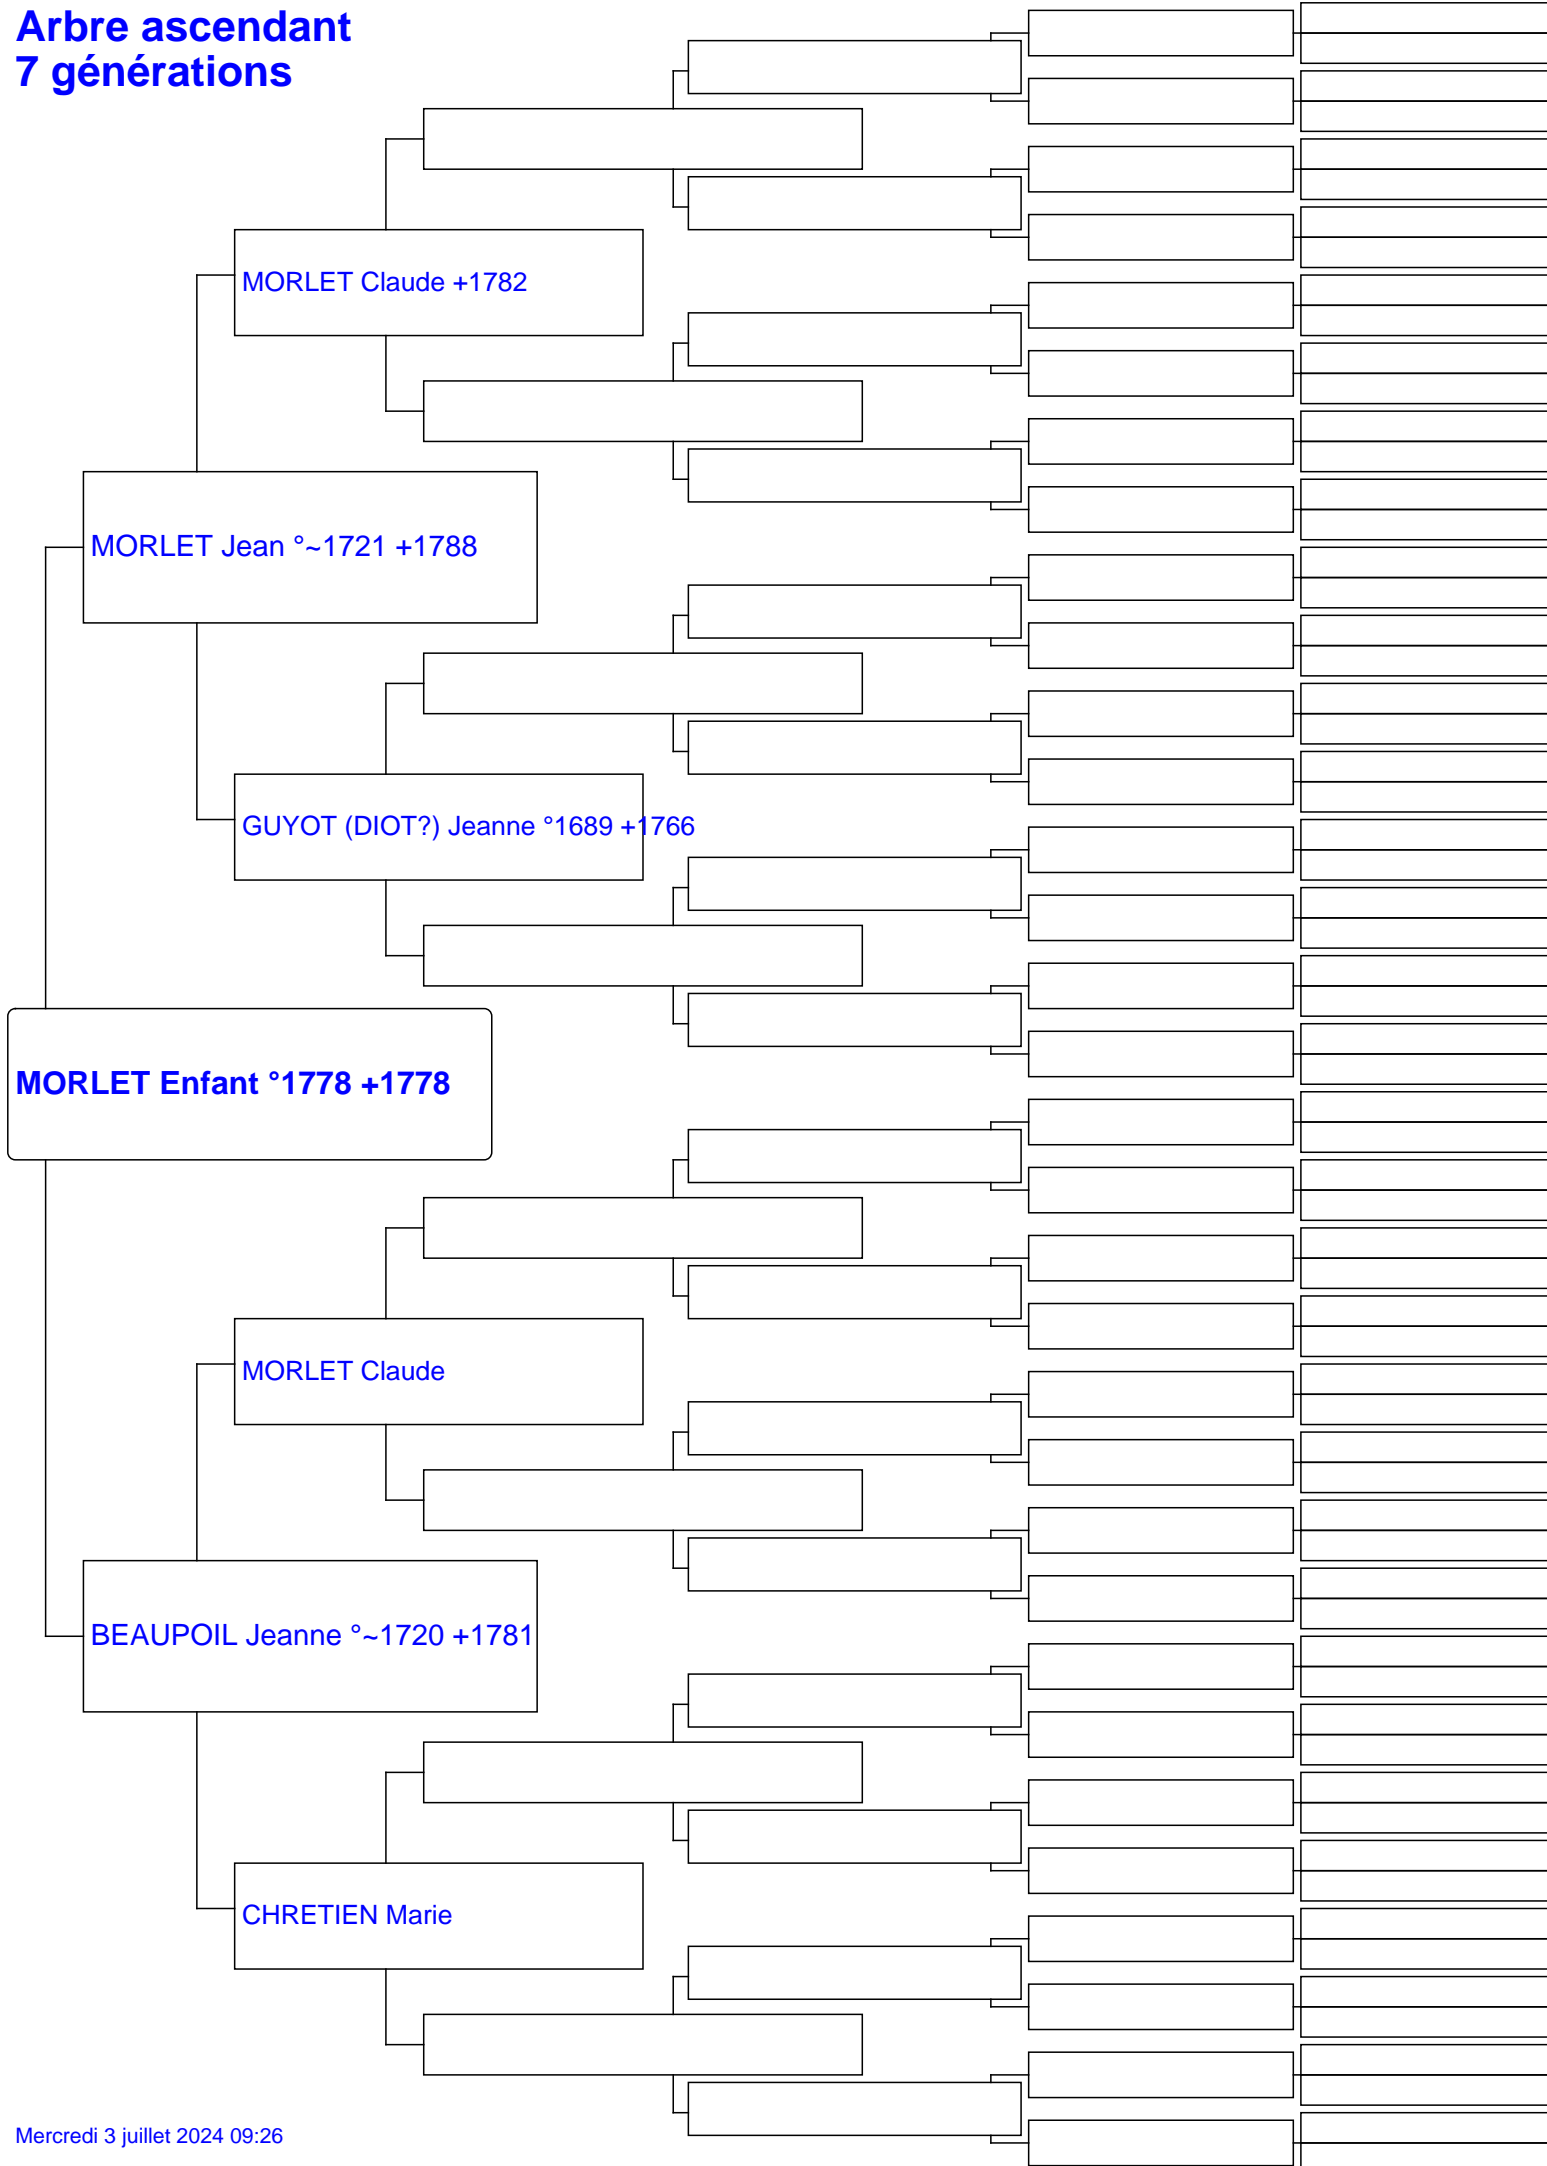 Arbre ascendant
7 générations
MORLET Claude +1782
MORLET Jean °~1721 +1788
GUYOT (DIOT?) Jeanne °1689 +1766
MORLET Enfant °1778 +1778
MORLET Claude
BEAUPOIL Jeanne °~1720 +1781
CHRETIEN Marie
Mercredi 3 juillet 2024 09:26